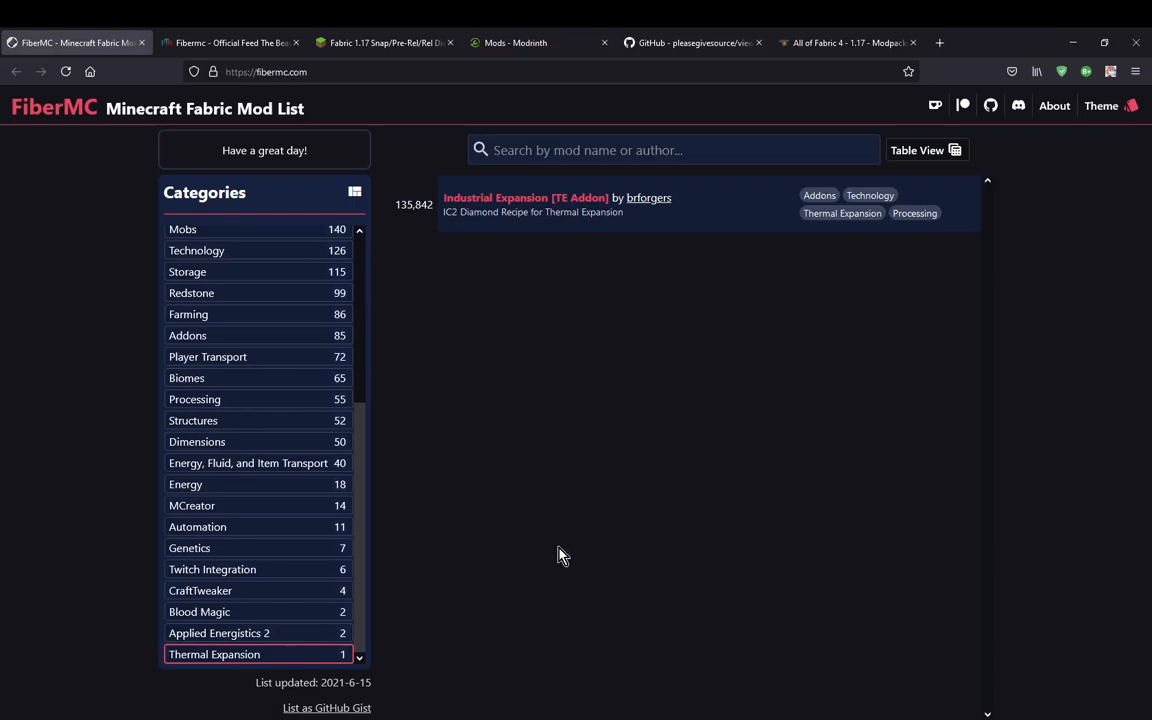 FiberMC - Minecraft Fabric Mo
Fibermc - Official Feed The Bea
Fabric 1.17 Snap/Pre-Rel/Rel Di
Mods - Modrinth
GitHub - pleasegivesource/view
All of Fabric 4 - 1.17 - Modpack
https://fibermc.com
FiberMC Minecraft Fabric Mod List
About
Theme
Have a great day!
Search by mod name or author...
Table View
Categories
Mobs 140
Technology 126
Storage 115
Redstone 99
Farming 86
Addons 85
Player Transport 72
Biomes 65
Processing 55
Structures 52
Dimensions 50
Energy, Fluid, and Item Transport 40
Energy 18
MCreator 14
Automation 11
Genetics 7
Twitch Integration 6
CraftTweaker 4
Blood Magic 2
Applied Energistics 2 2
Thermal Expansion 1
List updated: 2021-6-15
List as GitHub Gist
135,842
Industrial Expansion [TE Addon] by brforgers
IC2 Diamond Recipe for Thermal Expansion
Addons Technology
Thermal Expansion Processing